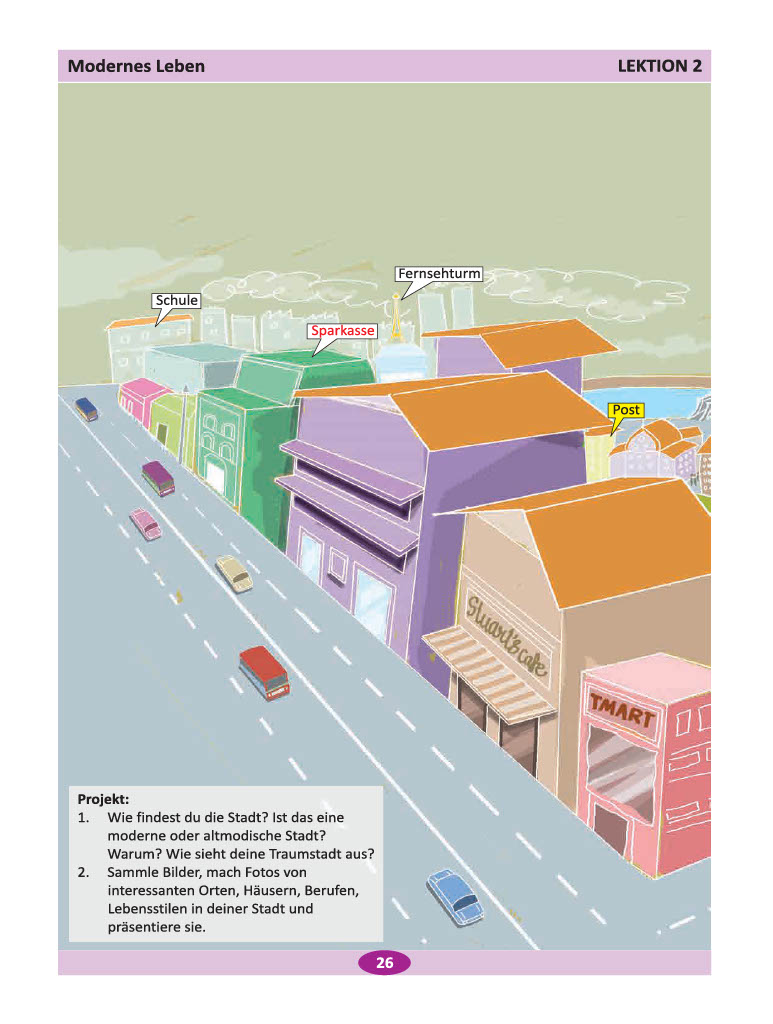 Modernes Leben LEKTION 2
Fernsehturm
Schule
Sparkasse
Post
Stuart's cafe
TMART
Projekt:
1. Wie findest du die Stadt? Ist das eine
moderne oder altmodische Stadt?
Warum? Wie sieht deine Traumstadt aus?
2. Sammle Bilder, mach Fotos von
interessanten Orten, Häusern, Berufen,
Lebensstilen in deiner Stadt und
präsentiere sie.
26